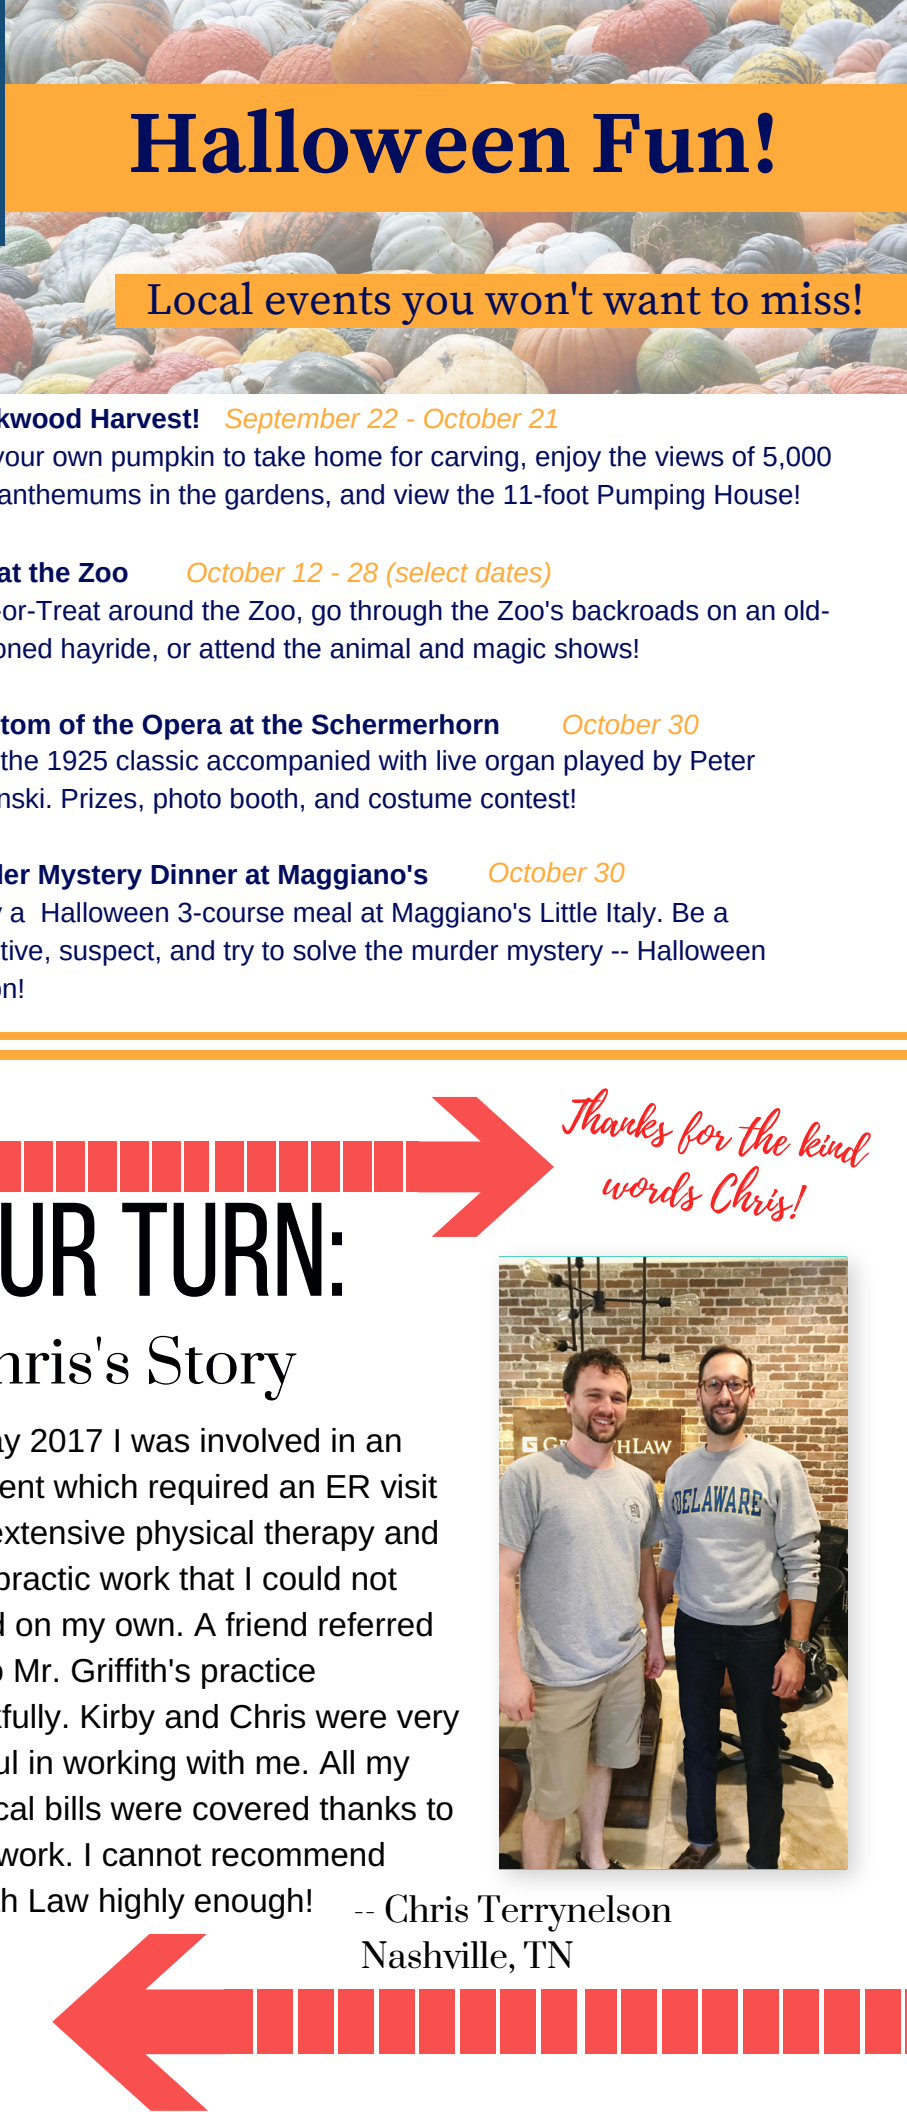 Halloween Fun!
Local events you won't want to miss!
kwood Harvest! September 22 - October 21
your own pumpkin to take home for carving, enjoy the views of 5,000
anthemums in the gardens, and view the 11-foot Pumping House!
at the Zoo October 12 - 28 (select dates)
-or-Treat around the Zoo, go through the Zoo's backroads on an old-
oned hayride, or attend the animal and magic shows!
tom of the Opera at the Schermerhorn October 30
the 1925 classic accompanied with live organ played by Peter
nski. Prizes, photo booth, and costume contest!
ler Mystery Dinner at Maggiano's October 30
y a Halloween 3-course meal at Maggiano's Little Italy. Be a
tive, suspect, and try to solve the murder mystery -- Halloween
on!
Thanks for the kind
words Chris!
UR TURN:
hris's Story
ay 2017 I was involved in an
ent which required an ER visit
extensive physical therapy and
practic work that I could not
d on my own. A friend referred
o Mr. Griffith's practice
kfully. Kirby and Chris were very
ul in working with me. All my
cal bills were covered thanks to
work. I cannot recommend
h Law highly enough!
G
HLAW
DELAWARE
-- Chris Terrynelson
Nashville, TN